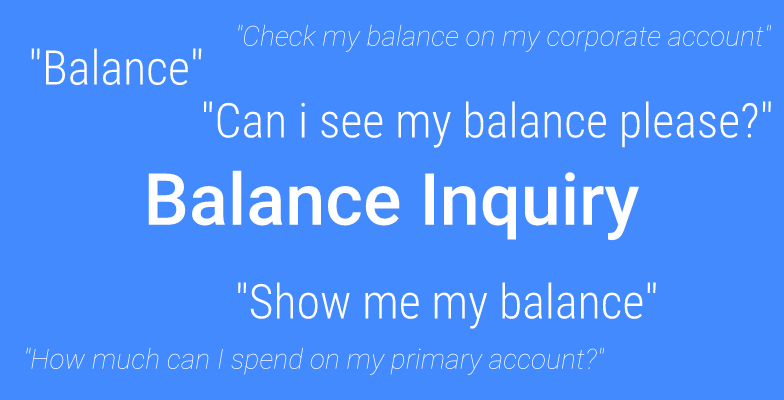 "Check my balance on my corporate account"
"Balance"
"Can i see my balance please?"
Balance Inquiry
"Show me my balance"
"How much can I spend on my primary account?"